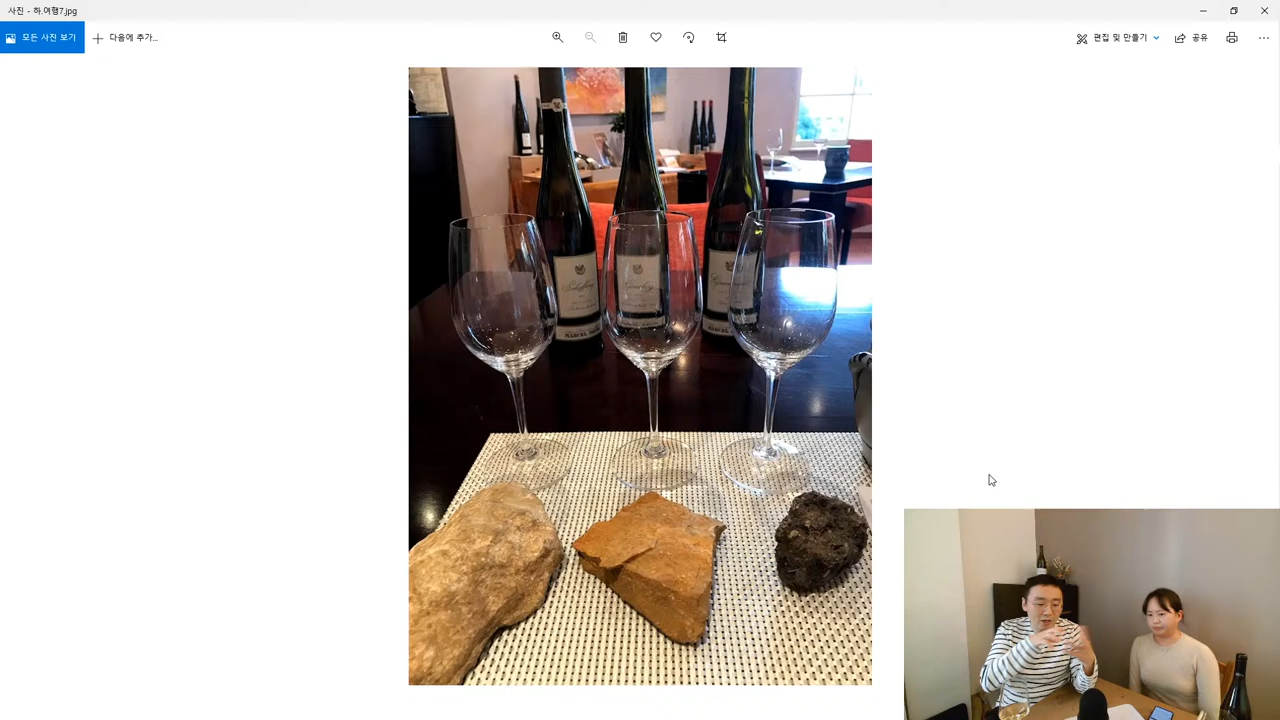 사진 - 하.여행7.jpg
모든 사진 보기
다음에 추가...
편집 및 만들기
공유
MARCEL